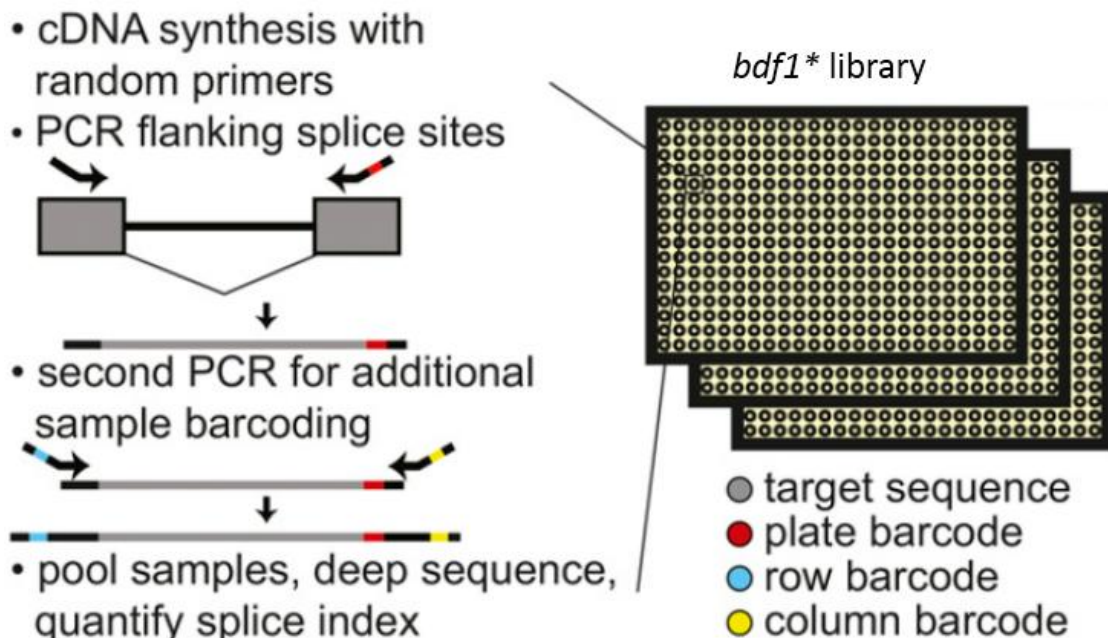 • cDNA synthesis with
random primers
• PCR flanking splice sites
• second PCR for additional
sample barcoding
• pool samples, deep sequence,
quantify splice index
bdf1* library
target sequence
plate barcode
row barcode
column barcode